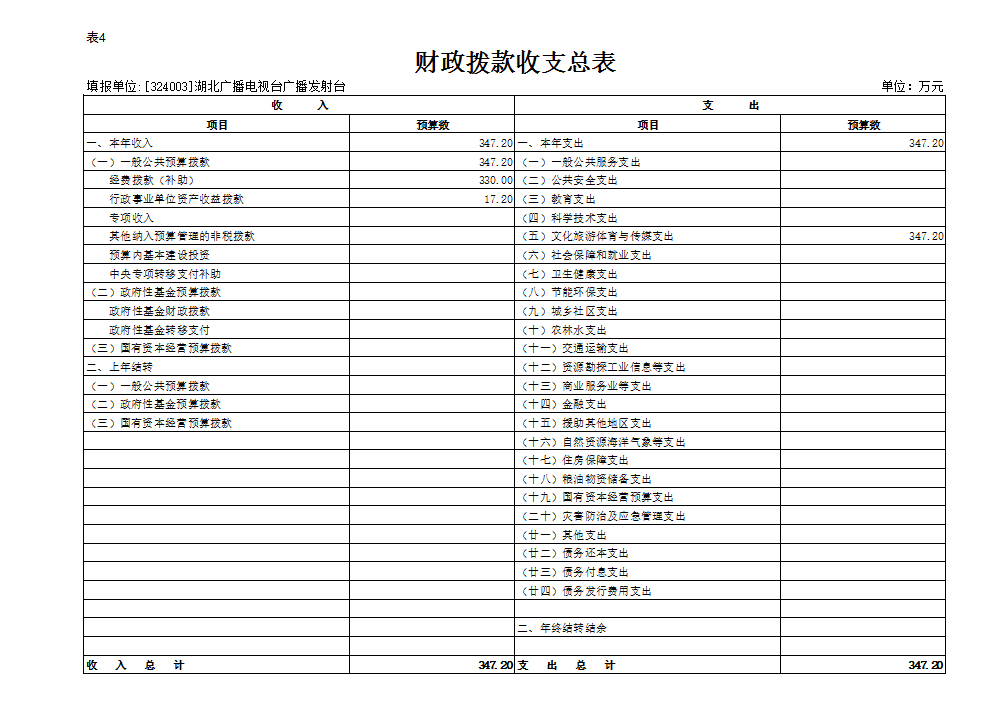 表4
财政拨款收支总表
填报单位:[324003]湖北广播电视台广播发射台 单位：万元
收 入 支 出
项目 预算数 项目 预算数
一、本年收入 347.20 一、本年支出 347.20
（一）一般公共预算拨款 347.20 （一）一般公共服务支出
经费拨款（补助） 330.00 （二）公共安全支出
行政事业单位资产收益拨款 17.20 （三）教育支出
专项收入 （四）科学技术支出
其他纳入预算管理的非税拨款 （五）文化旅游体育与传媒支出 347.20
预算内基本建设投资 （六）社会保障和就业支出
中央专项转移支付补助 （七）卫生健康支出
（二）政府性基金预算拨款 （八）节能环保支出
政府性基金财政拨款 （九）城乡社区支出
政府性基金转移支付 （十）农林水支出
（三）国有资本经营预算拨款 （十一）交通运输支出
二、上年结转 （十二）资源勘探工业信息等支出
（一）一般公共预算拨款 （十三）商业服务业等支出
（二）政府性基金预算拨款 （十四）金融支出
（三）国有资本经营预算拨款 （十五）援助其他地区支出
（十六）自然资源海洋气象等支出
（十七）住房保障支出
（十八）粮油物资储备支出
（十九）国有资本经营预算支出
（二十）灾害防治及应急管理支出
（廿一）其他支出
（廿二）债务还本支出
（廿三）债务付息支出
（廿四）债务发行费用支出
二、年终结转结余
收 入 总 计 347.20 支 出 总 计 347.20